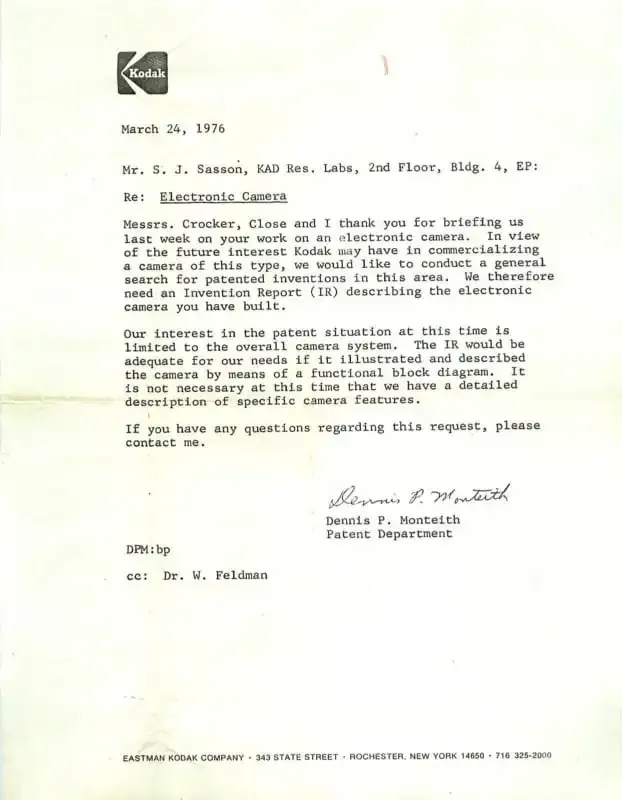 Kodak
March 24, 1976
Mr. S. J. Sasson, KAD Res. Labs, 2nd Floor, Bldg. 4, EP:
Re: Electronic Camera
Messrs. Crocker, Close and I thank you for briefing us
last week on your work on an electronic camera. In view
of the future interest Kodak may have in commercializing
a camera of this type, we would like to conduct a general
search for patented inventions in this area. We therefore
need an Invention Report (IR) describing the electronic
camera you have built.
Our interest in the patent situation at this time is
limited to the overall camera system. The IR would be
adequate for our needs if it illustrated and described
the camera by means of a functional block diagram. It
is not necessary at this time that we have a detailed
description of specific camera features.
If you have any questions regarding this request, please
contact me.
Dennis P. Monteith
Dennis P. Monteith
Patent Department
DPM:bp
cc: Dr. W. Feldman
EASTMAN KODAK COMPANY · 343 STATE STREET · ROCHESTER, NEW YORK 14650 · 716 325-2000